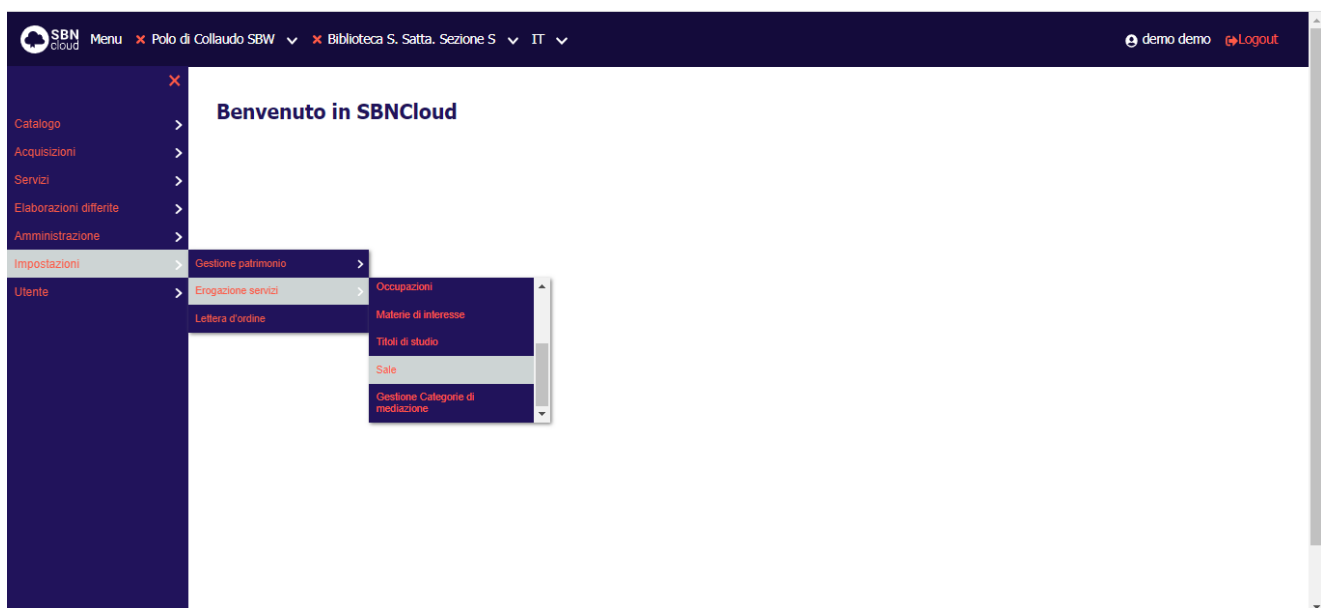 SBN cloud Menu Polo di Collaudo SBW Biblioteca S. Satta. Sezione S IT demo demo Logout
Benvenuto in SBNCloud
Catalogo
Acquisizioni
Servizi
Elaborazioni differite
Amministrazione
Impostazioni
Utente
Gestione patrimonio
Erogazione servizi
Lettera d'ordine
Occupazioni
Materie di interesse
Titoli di studio
Sale
Gestione Categorie di
mediazione